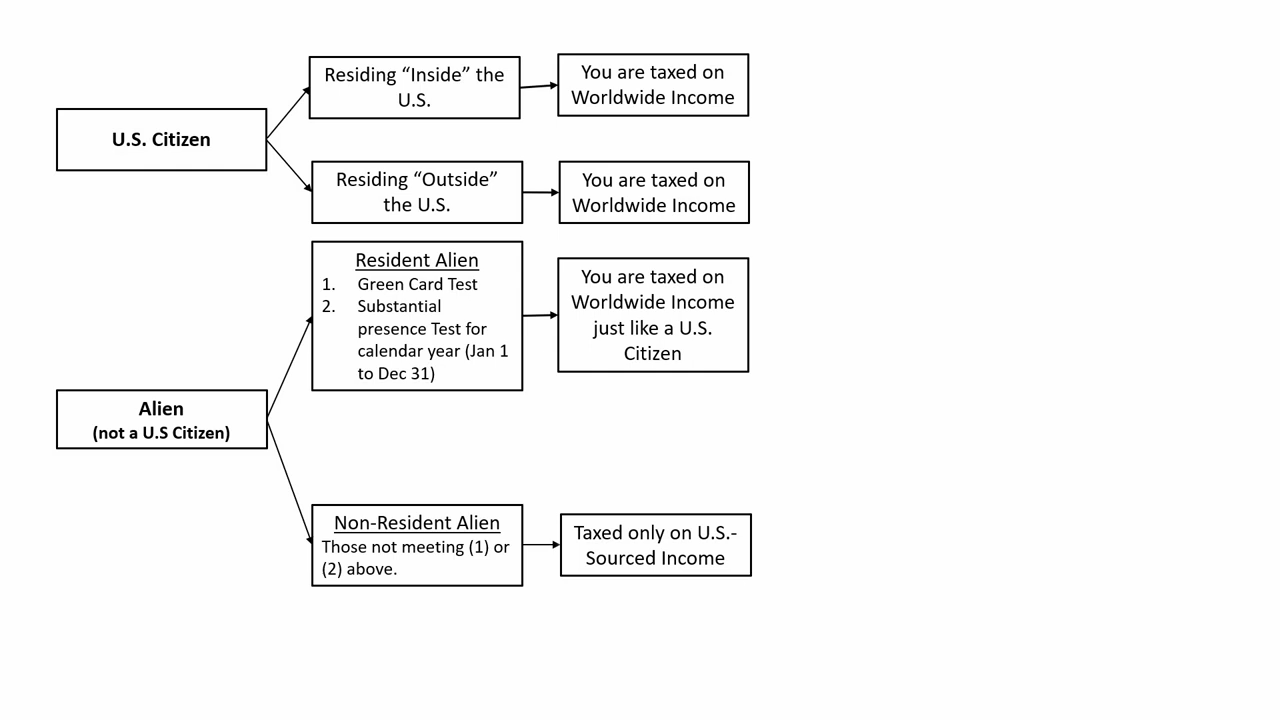 Residing “Inside” the
U.S.
You are taxed on
Worldwide Income
U.S. Citizen
Residing “Outside”
the U.S.
You are taxed on
Worldwide Income
Resident Alien
1. Green Card Test
2. Substantial
presence Test for
calendar year (Jan 1
to Dec 31)
You are taxed on
Worldwide Income
just like a U.S.
Citizen
Alien
(not a U.S Citizen)
Non-Resident Alien
Those not meeting (1) or
(2) above.
Taxed only on U.S.-
Sourced Income